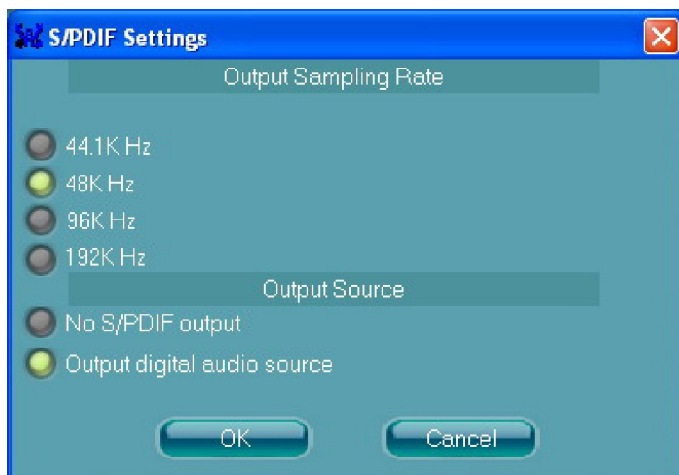 S/PDIF Settings
Output Sampling Rate
44.1K Hz
48K Hz
96K Hz
192K Hz
Output Source
No S/PDIF output
Output digital audio source
OK
Cancel